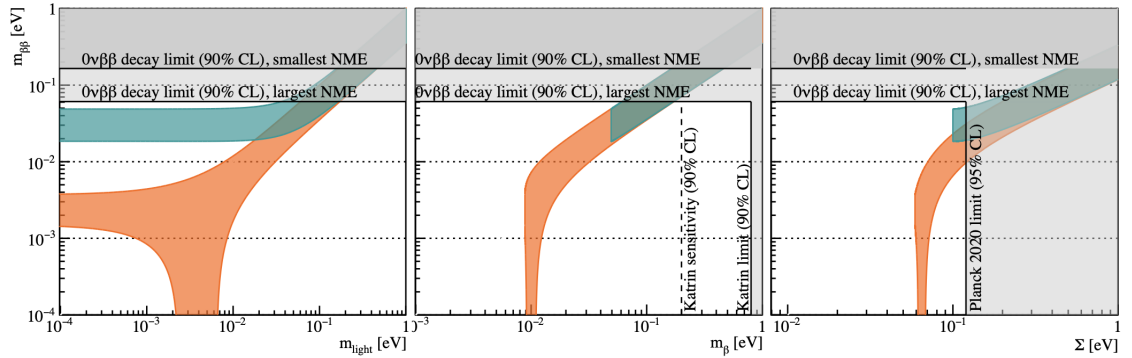 m_ββ [eV]
1
10⁻¹
10⁻²
10⁻³
10⁻⁴
0νββ decay limit (90% CL), smallest NME
0νββ decay limit (90% CL), largest NME
10⁻⁴
10⁻³
10⁻²
10⁻¹
1
m_light [eV]
0νββ decay limit (90% CL), smallest NME
0νββ decay limit (90% CL), largest NME
Katrin sensitivity (90% CL)
Katrin limit (90% CL)
10⁻³
10⁻²
10⁻¹
1
m_β [eV]
0νββ decay limit (90% CL), smallest NME
0νββ decay limit (90% CL), largest NME
Planck 2020 limit (95% CL)
10⁻²
10⁻¹
1
Σ [eV]